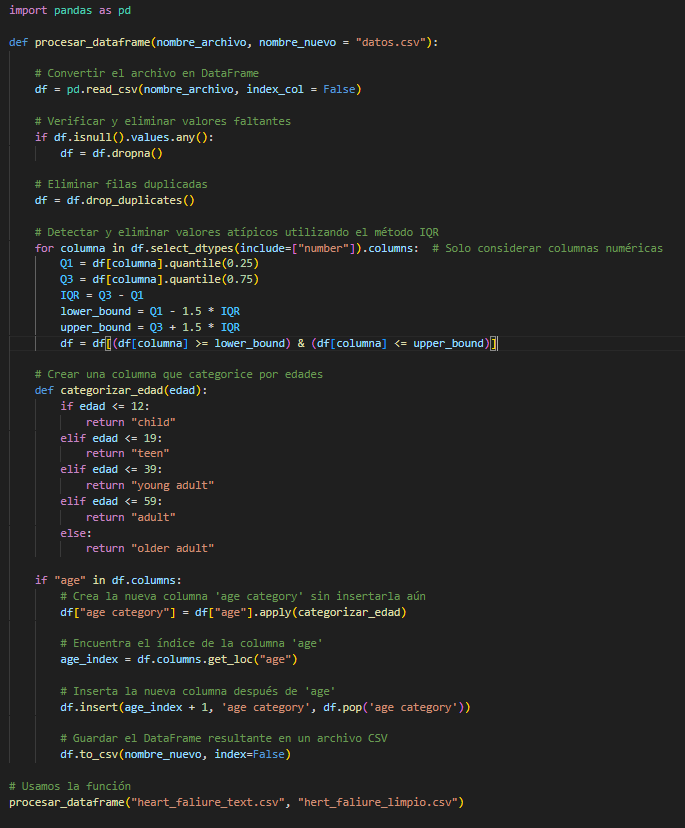 import pandas as pd
def procesar_dataframe(nombre_archivo, nombre_nuevo = "datos.csv"):
# Convertir el archivo en DataFrame
df = pd.read_csv(nombre_archivo, index_col = False)
# Verificar y eliminar valores faltantes
if df.isnull().values.any():
df = df.dropna()
# Eliminar filas duplicadas
df = df.drop_duplicates()
# Detectar y eliminar valores atípicos utilizando el método IQR
for columna in df.select_dtypes(include=["number"]).columns:  # Solo considerar columnas numéricas
Q1 = df[columna].quantile(0.25)
Q3 = df[columna].quantile(0.75)
IQR = Q3 - Q1
lower_bound = Q1 - 1.5 * IQR
upper_bound = Q3 + 1.5 * IQR
df = df[(df[columna] >= lower_bound) & (df[columna] <= upper_bound)]
# Crear una columna que categorice por edades
def categorizar_edad(edad):
if edad <= 12:
return "child"
elif edad <= 19:
return "teen"
elif edad <= 39:
return "young adult"
elif edad <= 59:
return "adult"
else:
return "older adult"
if "age" in df.columns:
# Crea la nueva columna 'age category' sin insertarla aún
df["age category"] = df["age"].apply(categorizar_edad)
# Encuentra el índice de la columna 'age'
age_index = df.columns.get_loc("age")
# Inserta la nueva columna después de 'age'
df.insert(age_index + 1, 'age category', df.pop('age category'))
# Guardar el DataFrame resultante en un archivo CSV
df.to_csv(nombre_nuevo, index=False)
# Usamos la función
procesar_dataframe("heart_faliure_text.csv", "hert_faliure_limpio.csv")